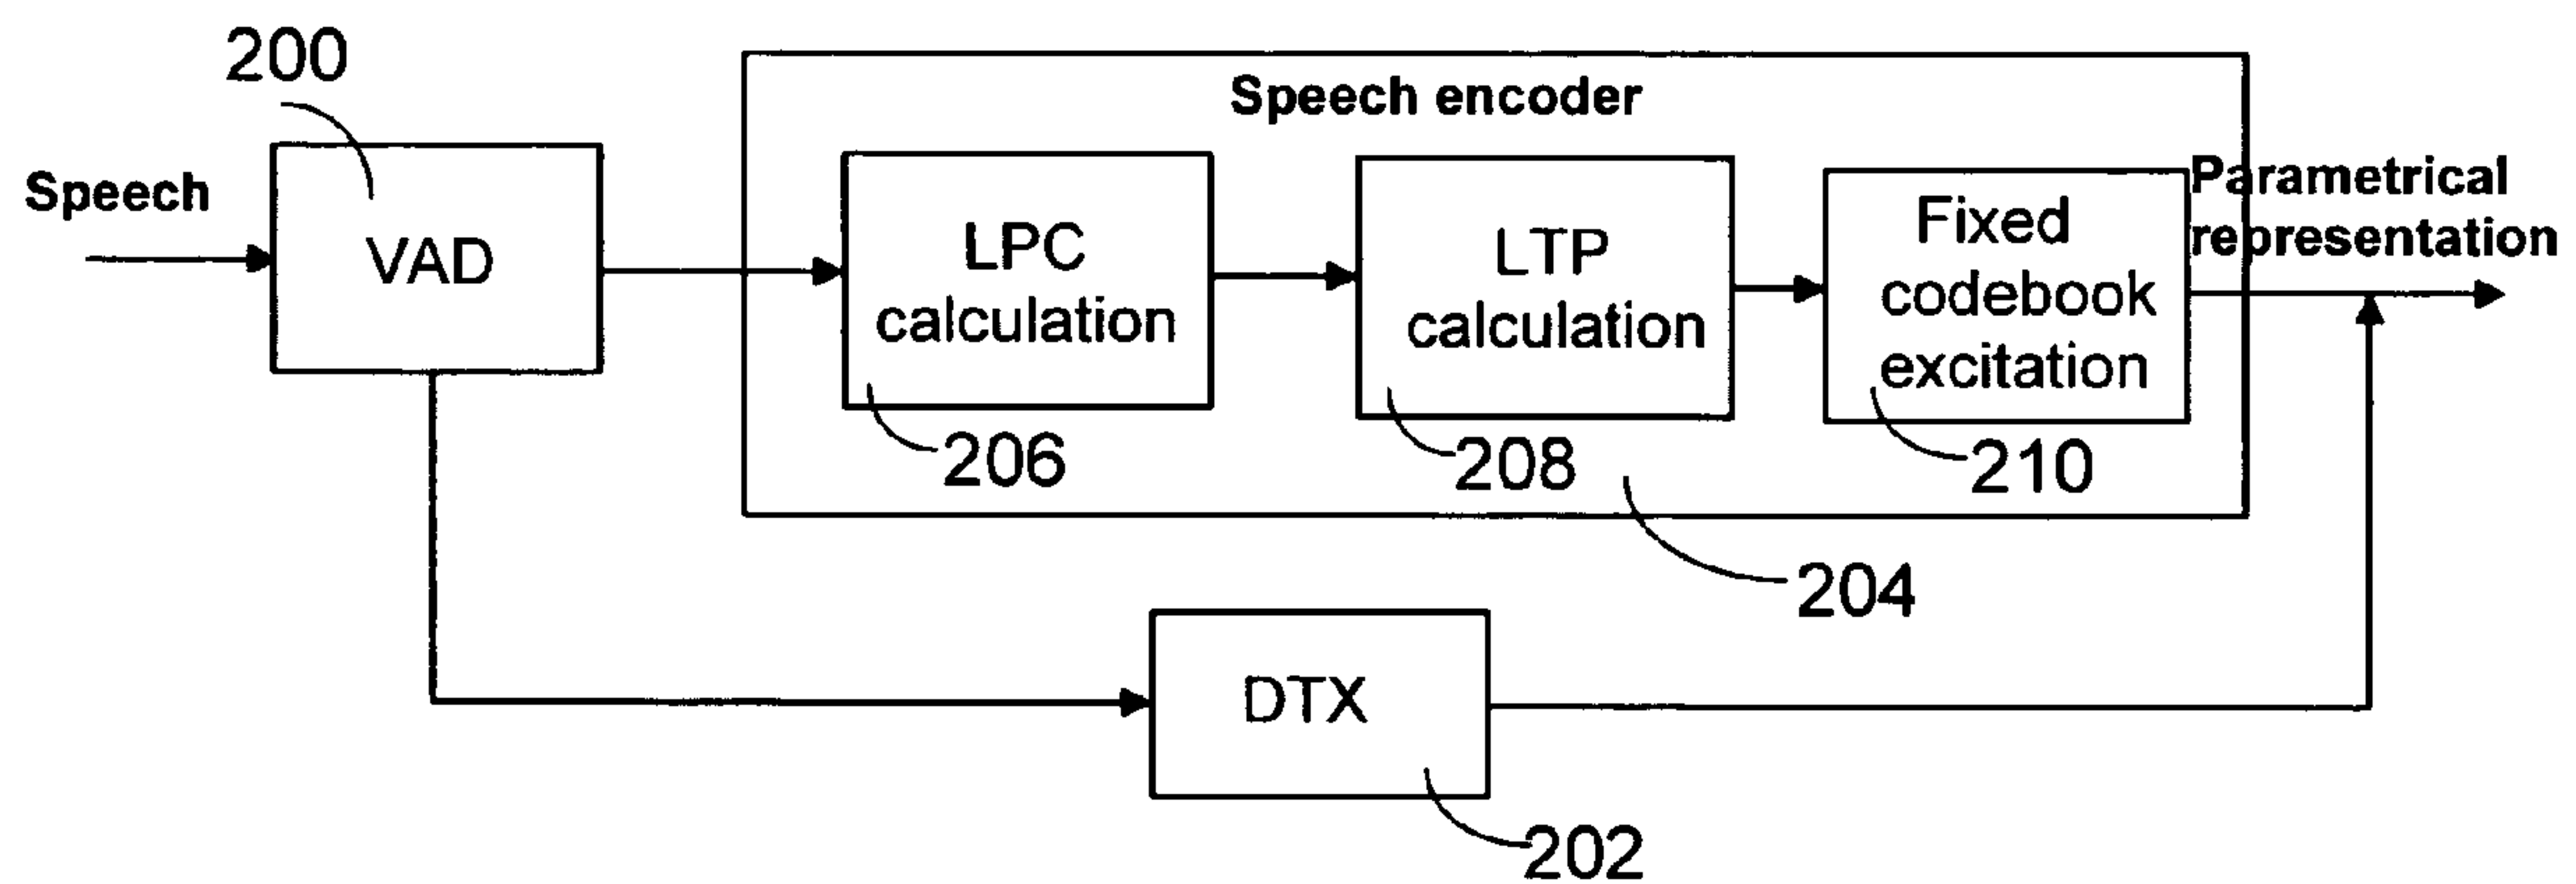 200
Speech encoder
Speech
VAD
LPC
calculation
206
LTP
calculation
208
Fixed
codebook
excitation
210
Parametrical
representation
204
DTX
202